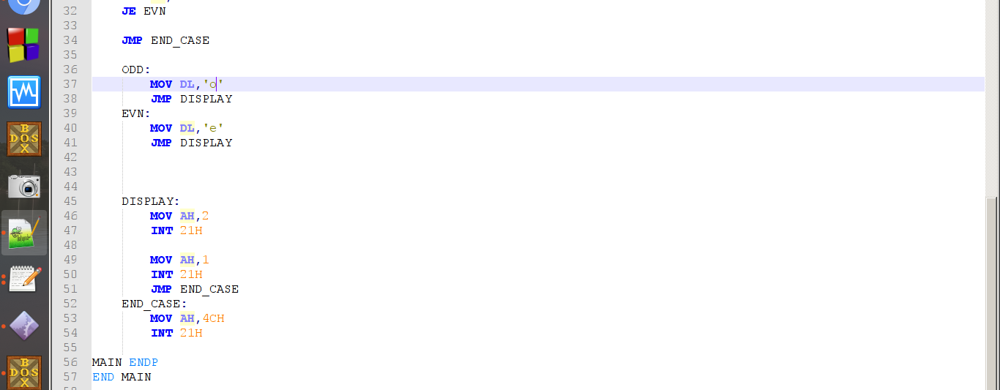 32 JE EVN
33
34 JMP END_CASE
35
36 ODD:
37 MOV DL,'o'
38 JMP DISPLAY
39 EVN:
40 MOV DL,'e'
41 JMP DISPLAY
42
43
44
45 DISPLAY:
46 MOV AH,2
47 INT 21H
48
49 MOV AH,1
50 INT 21H
51 JMP END_CASE
52 END_CASE:
53 MOV AH,4CH
54 INT 21H
55
56 MAIN ENDP
57 END MAIN
B
DOS
X
B
DOS
X